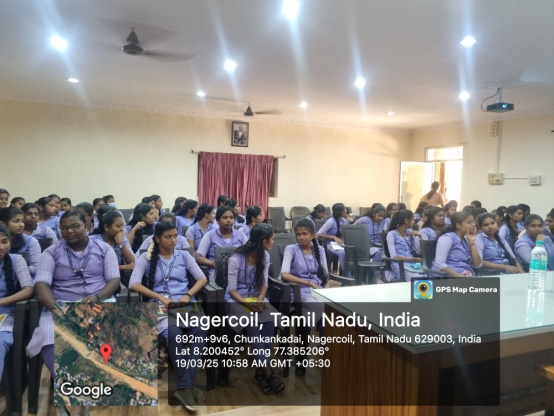 GPS Map Camera
Nagercoil, Tamil Nadu, India
692m+9v6, Chunkankadai, Nagercoil, Tamil Nadu 629003, India
Lat 8.200452° Long 77.385206°
19/03/25 10:58 AM GMT +05:30
Google